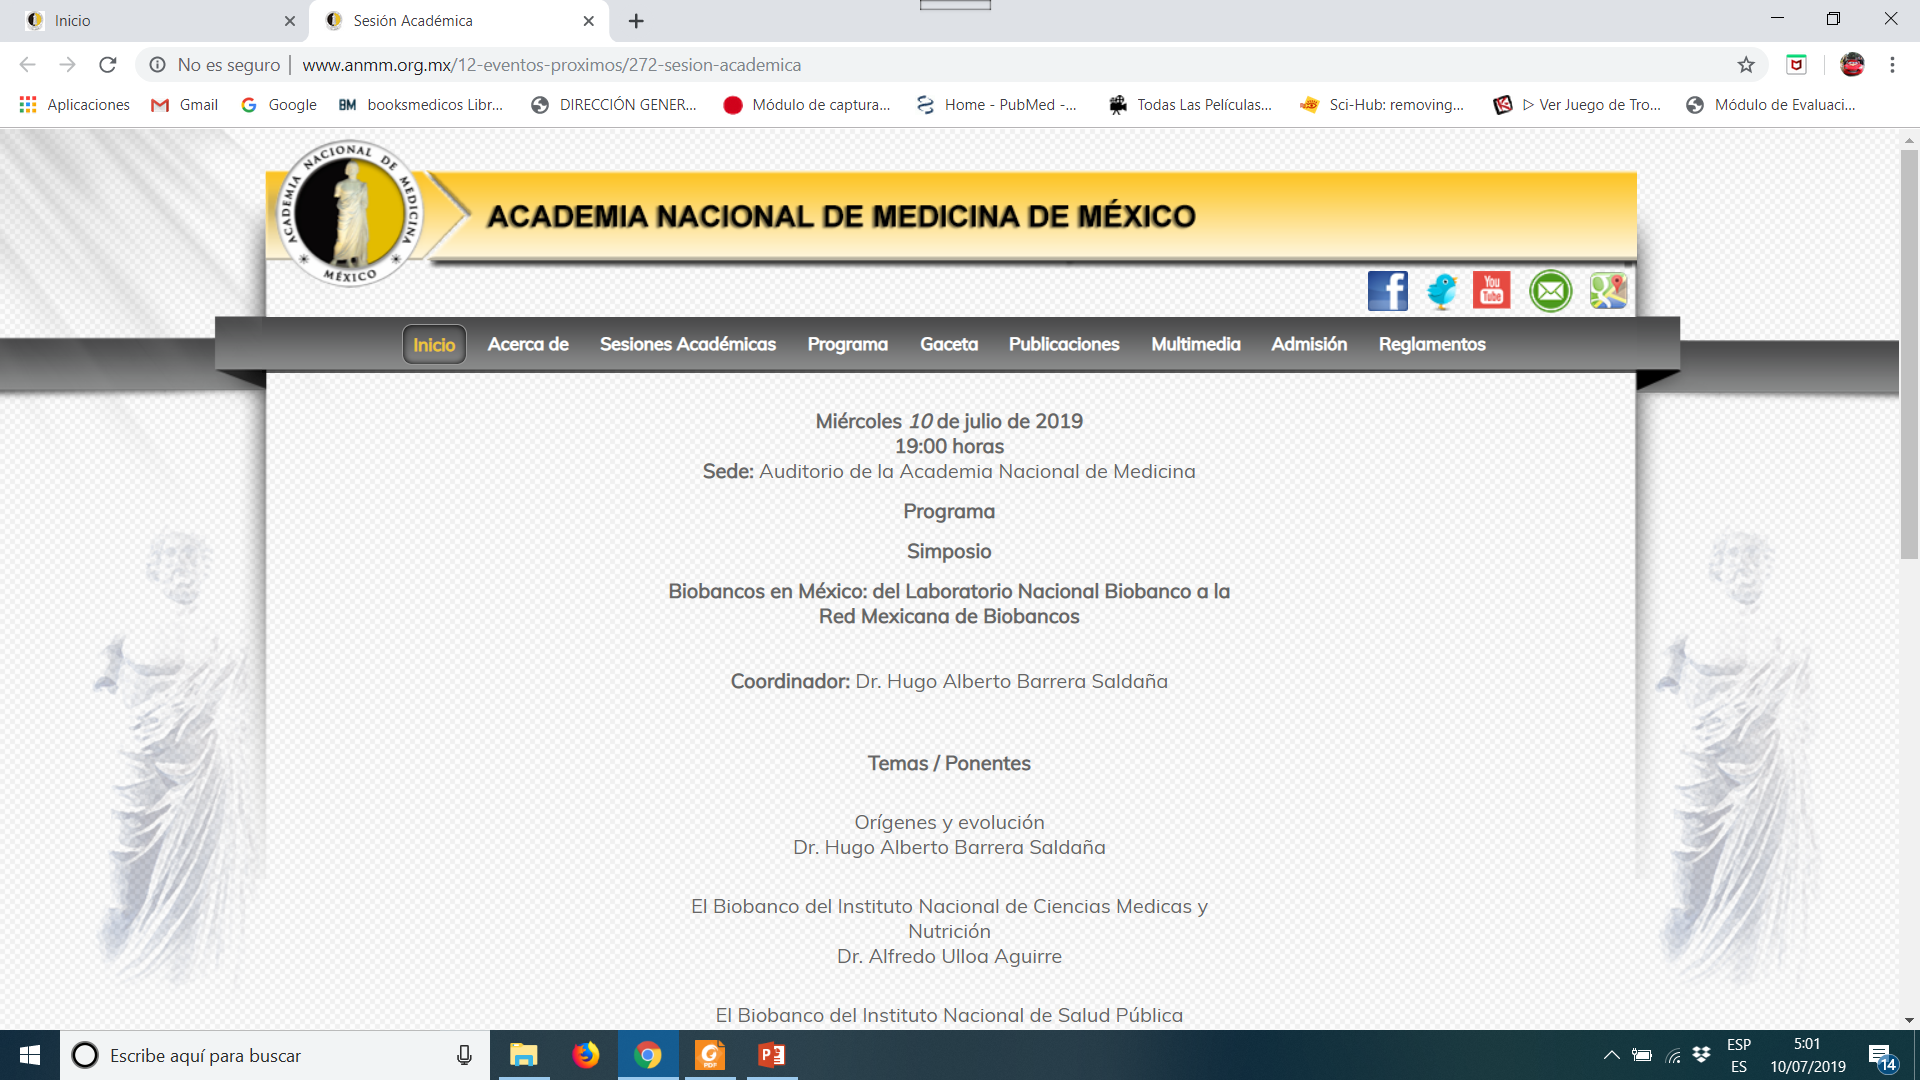 Inicio
Sesión Académica
No es seguro | www.anmm.org.mx/12-eventos-proximos/272-sesion-academica
Aplicaciones
Gmail
Google
BM booksmedicos Libr...
DIRECCIÓN GENER...
Módulo de captura...
Home - PubMed -...
Todas Las Películas...
Sci-Hub: removing...
▷ Ver Juego de Tro...
Módulo de Evaluaci...
ACADEMIA NACIONAL DE MEDICINA
MÉXICO
ACADEMIA NACIONAL DE MEDICINA DE MÉXICO
f
You
Tube
Inicio
Acerca de
Sesiones Académicas
Programa
Gaceta
Publicaciones
Multimedia
Admisión
Reglamentos
Miércoles 10 de julio de 2019
19:00 horas
Sede: Auditorio de la Academia Nacional de Medicina
Programa
Simposio
Biobancos en México: del Laboratorio Nacional Biobanco a la
Red Mexicana de Biobancos
Coordinador: Dr. Hugo Alberto Barrera Saldaña
Temas / Ponentes
Orígenes y evolución
Dr. Hugo Alberto Barrera Saldaña
El Biobanco del Instituto Nacional de Ciencias Medicas y
Nutrición
Dr. Alfredo Ulloa Aguirre
El Biobanco del Instituto Nacional de Salud Pública
Escribe aquí para buscar
PDF
P
ESP
ES
5:01
10/07/2019
14